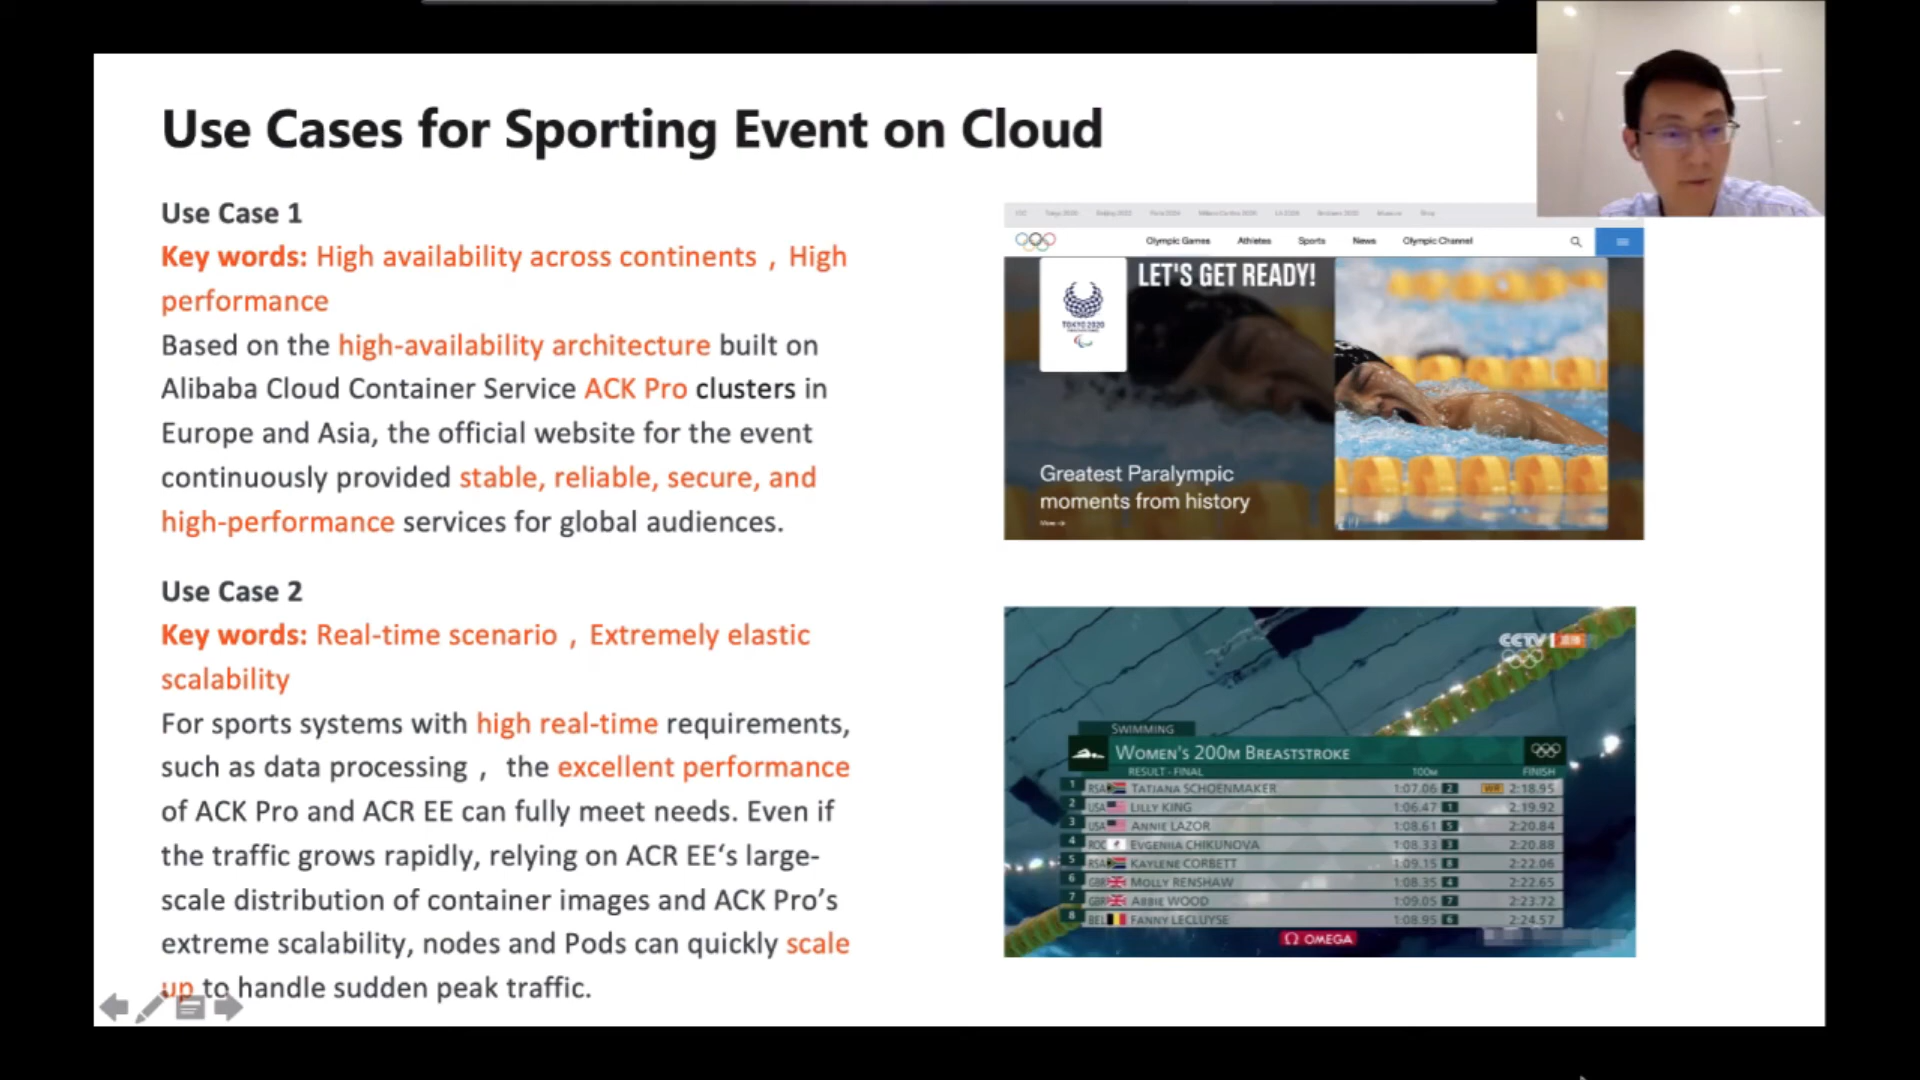 Use Cases for Sporting Event on Cloud
Use Case 1
Key words: High availability across continents , High
performance
Based on the high-availability architecture built on
Alibaba Cloud Container Service ACK Pro clusters in
Europe and Asia, the official website for the event
continuously provided stable, reliable, secure, and
high-performance services for global audiences.
Use Case 2
Key words: Real-time scenario , Extremely elastic
scalability
For sports systems with high real-time requirements,
such as data processing , the excellent performance
of ACK Pro and ACR EE can fully meet needs. Even if
the traffic grows rapidly, relying on ACR EE‘s large-
scale distribution of container images and ACK Pro’s
extreme scalability, nodes and Pods can quickly scale
up to handle sudden peak traffic.
Olympic Games Athletes Sports News Olympic Channel
LET'S GET READY!
TOKYO 2020
Greatest Paralympic
moments from history
More
CCTV 1
SWIMMING
WOMEN'S 200M BREASTSTROKE
RESULT - FINAL 100M FINISH
1 RSA TATJANA SCHOENMAKER 1:07.06 2 WR 2:18.95
2 USA LILLY KING 1:06.47 1 2:19.92
3 USA ANNIE LAZOR 1:08.61 5 2:20.84
4 ROC EVGENIIA CHIKUNOVA 1:08.33 3 2:20.88
5 RSA KAYLENE CORBETT 1:09.15 8 2:22.06
6 GBR MOLLY RENSHAW 1:08.35 4 2:22.65
7 GBR ABBIE WOOD 1:09.05 7 2:23.72
8 BEL FANNY LECLUYSE 1:08.95 6 2:24.57
Ω OMEGA